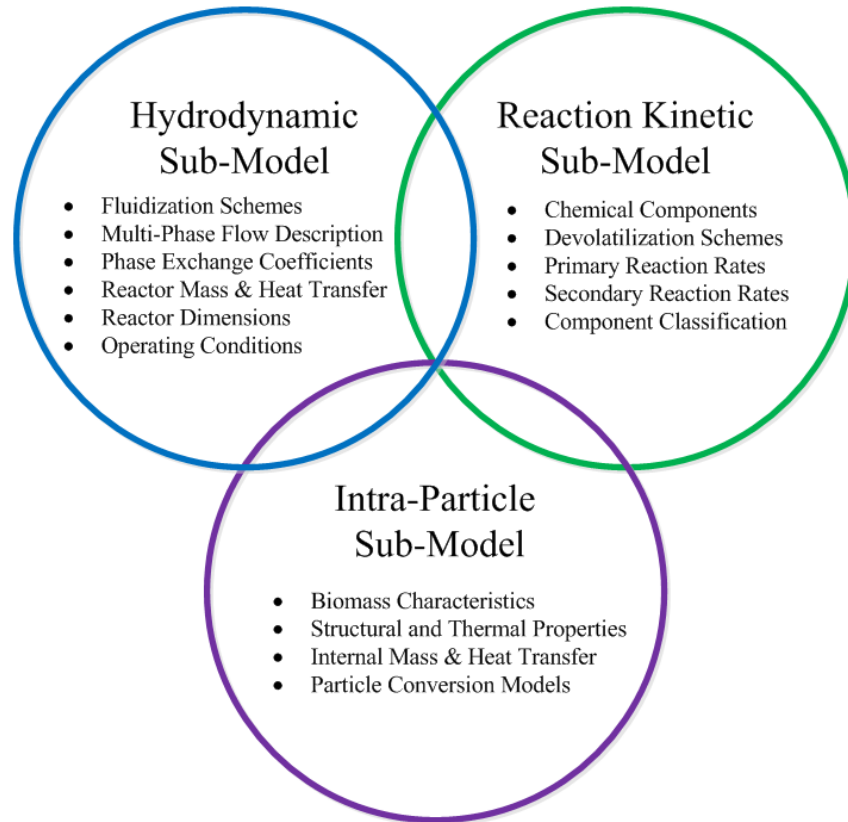 Hydrodynamic
Sub-Model
• Fluidization Schemes
• Multi-Phase Flow Description
• Phase Exchange Coefficients
• Reactor Mass & Heat Transfer
• Reactor Dimensions
• Operating Conditions
Reaction Kinetic
Sub-Model
• Chemical Components
• Devolatilization Schemes
• Primary Reaction Rates
• Secondary Reaction Rates
• Component Classification
Intra-Particle
Sub-Model
• Biomass Characteristics
• Structural and Thermal Properties
• Internal Mass & Heat Transfer
• Particle Conversion Models